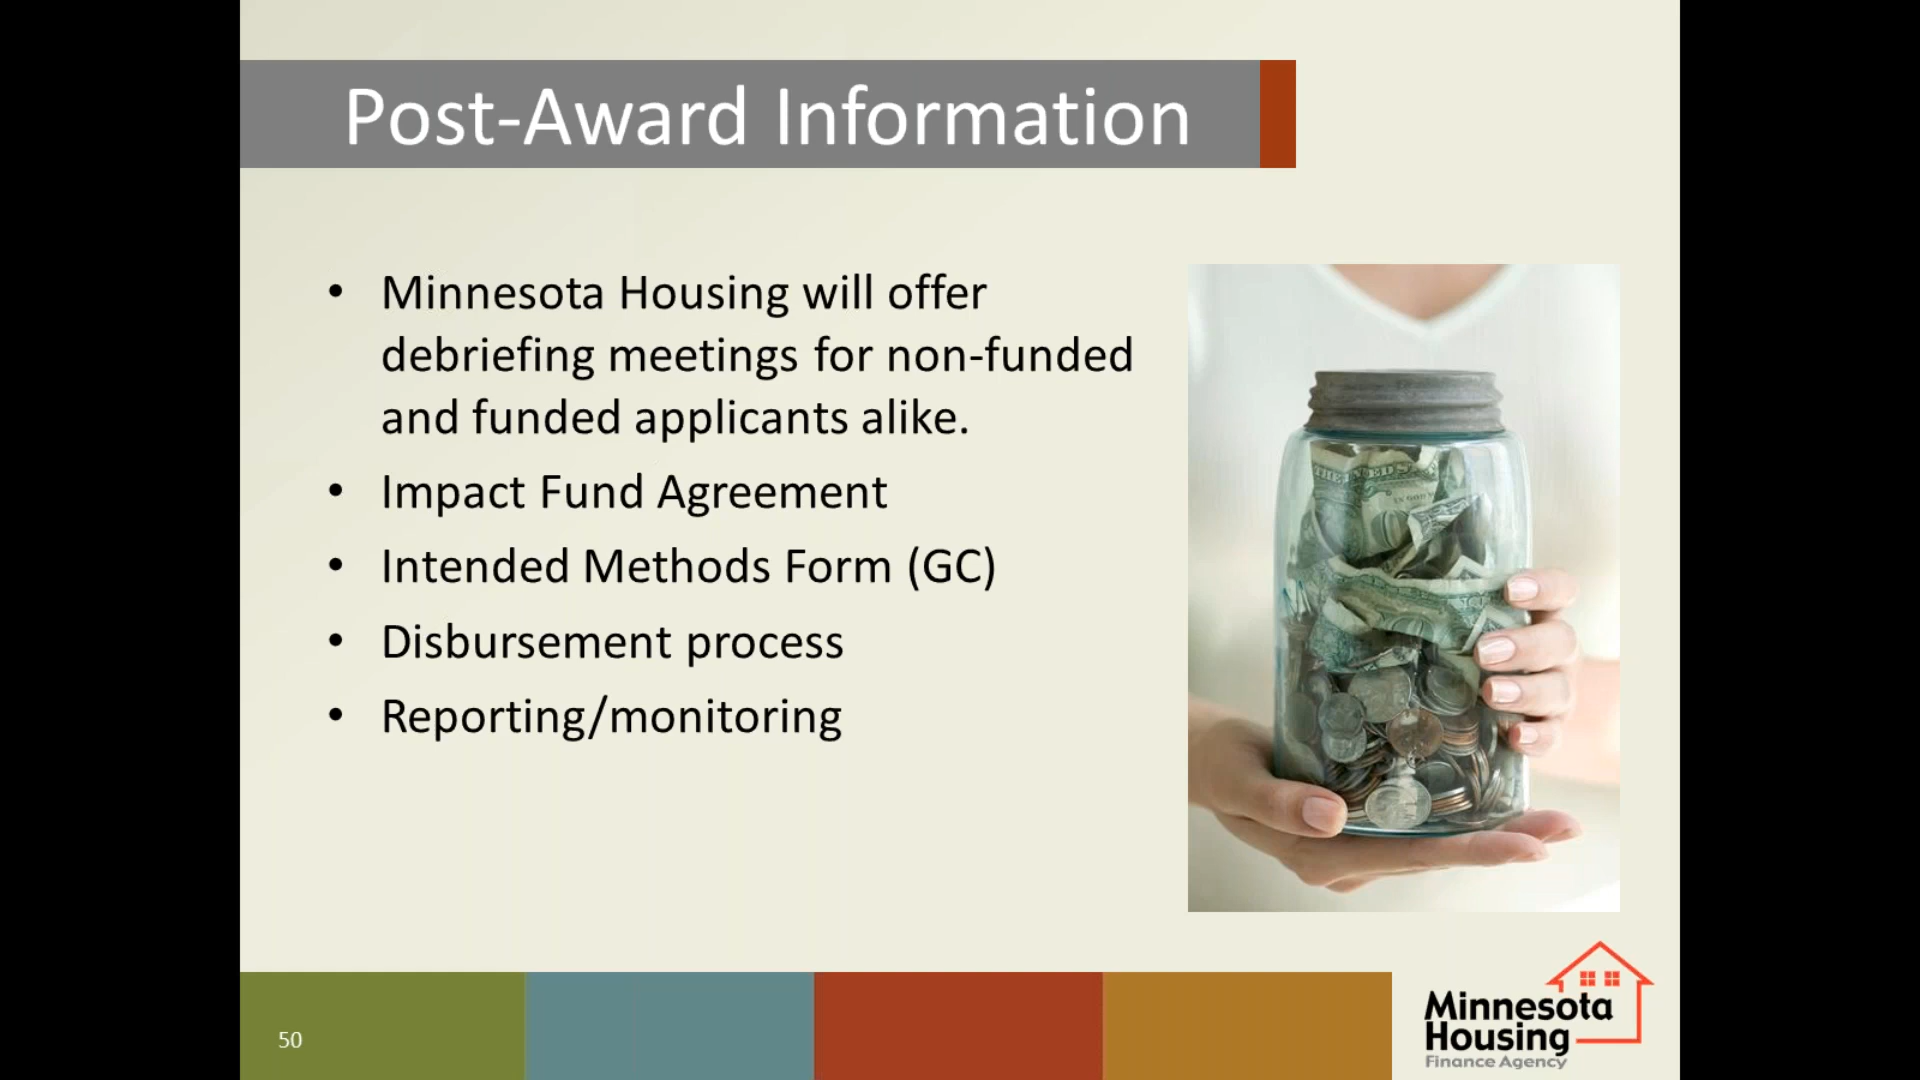 Post-Award Information
• Minnesota Housing will offer
debriefing meetings for non-funded
and funded applicants alike.
• Impact Fund Agreement
• Intended Methods Form (GC)
• Disbursement process
• Reporting/monitoring
50
Minnesota
Housing
Finance Agency